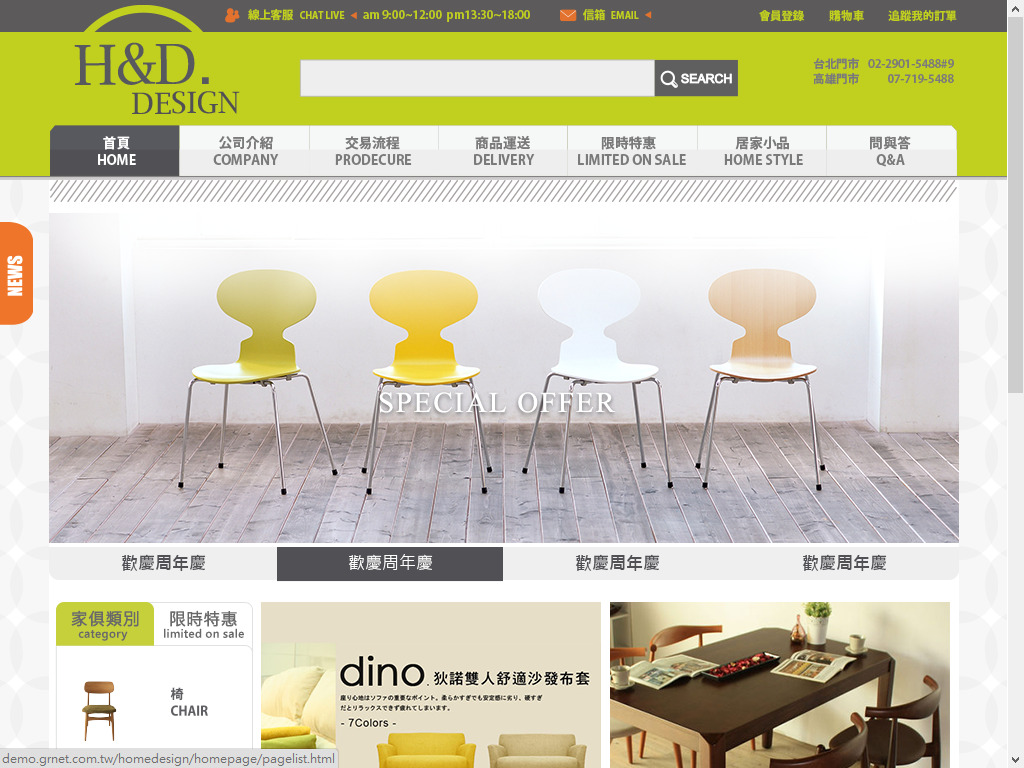 線上客服 CHAT LIVE am 9:00~12:00 pm13:30~18:00 信箱 EMAIL 會員登錄 購物車 追蹤我的訂單
H&D.
DESIGN
SEARCH
台北門市 02-2901-5488#9
高雄門市 07-719-5488
首頁 公司介紹 交易流程 商品運送 限時特惠 居家小品 問與答
HOME COMPANY PRODECURE DELIVERY LIMITED ON SALE HOME STYLE Q&A
NEWS
SPECIAL OFFER
歡慶周年慶 歡慶周年慶 歡慶周年慶 歡慶周年慶
家俱類別 限時特惠
category limited on sale
椅
CHAIR
dino. 狄諾雙人舒適沙發布套
座り心地はソファの重要なポイント。柔らかすぎでも安定感に劣り、硬すぎ
だとリラックスできず疲れてしまいます。
- 7Colors -
demo.grnet.com.tw/homedesign/homepage/pagelist.html